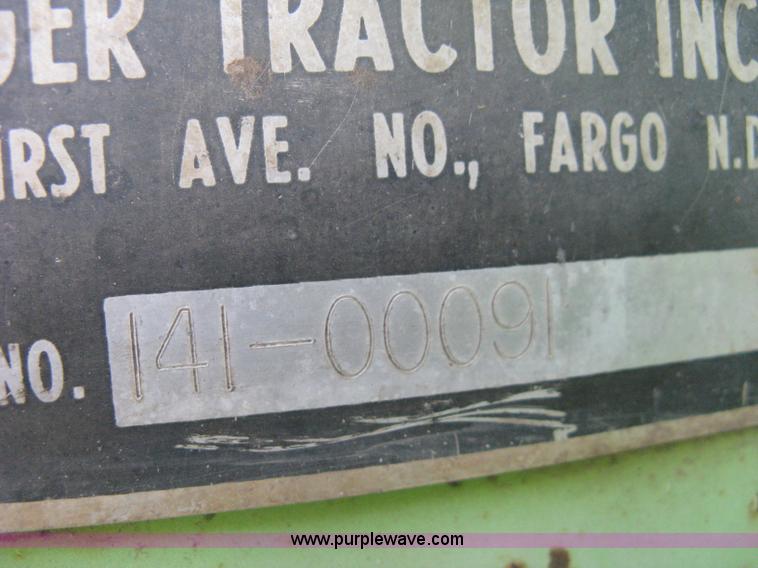 GER TRACTOR INC
IRST AVE. NO., FARGO N.D
NO. 141-00091
www.purplewave.com